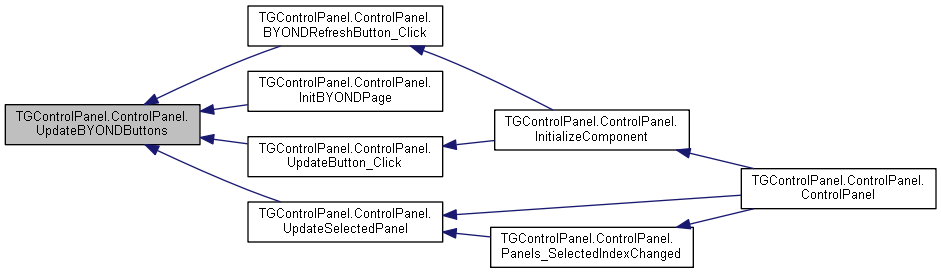 TGControlPanel.ControlPanel.
BYONDRefreshButton_Click
TGControlPanel.ControlPanel.
InitBYONDPage
TGControlPanel.ControlPanel.
UpdateBYONDButtons
TGControlPanel.ControlPanel.
InitializeComponent
TGControlPanel.ControlPanel.
UpdateButton_Click
TGControlPanel.ControlPanel.
ControlPanel
TGControlPanel.ControlPanel.
UpdateSelectedPanel
TGControlPanel.ControlPanel.
Panels_SelectedIndexChanged